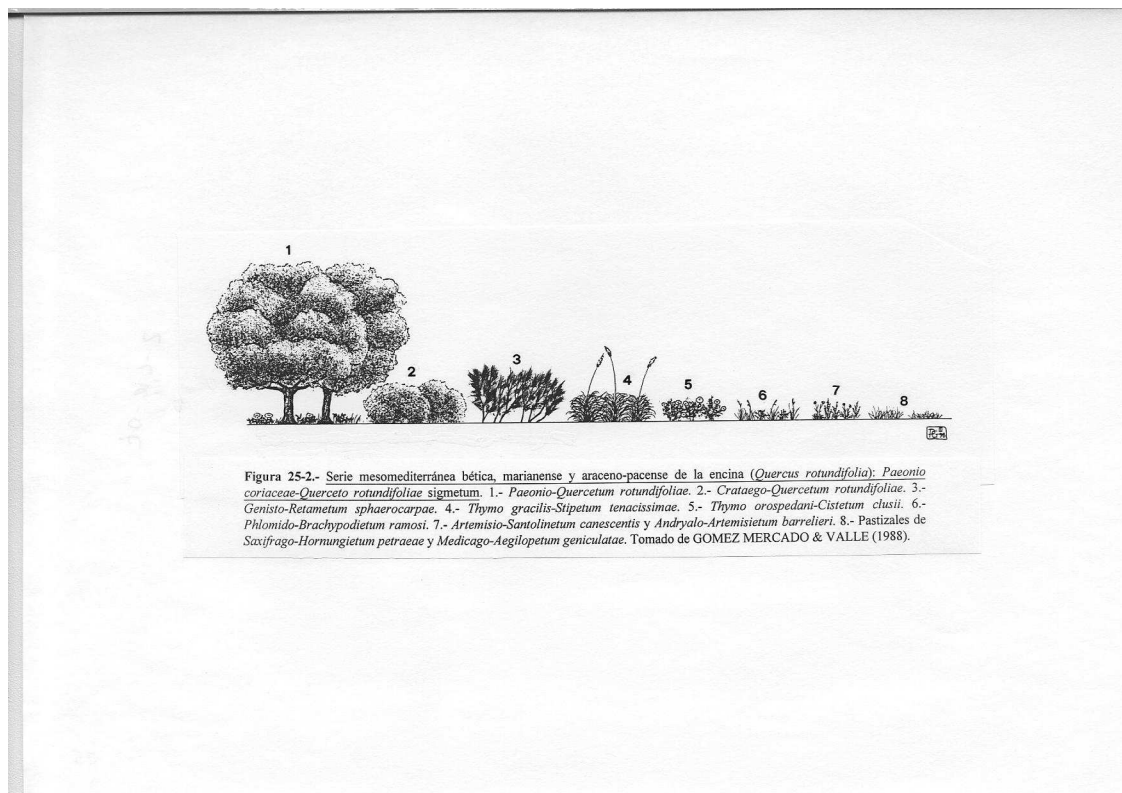 1
2
3
4
5
6
7
8
Figura 25-2.- Serie mesomediterránea bética, marianense y araceno-pacense de la encina (Quercus rotundifolia): Paeonio
coriaceae-Querceto rotundifoliae sigmetum. 1.- Paeonio-Quercetum rotundifoliae. 2.- Crataego-Quercetum rotundifoliae. 3.-
Genisto-Retametum sphaerocarpae. 4.- Thymo gracilis-Stipetum tenacissimae. 5.- Thymo orospedani-Cistetum clusii. 6.-
Phlomido-Brachypodietum ramosi. 7.- Artemisio-Santolinetum canescentis y Andryalo-Artemisietum barrelieri. 8.- Pastizales de
Saxifrago-Hornungietum petraeae y Medicago-Aegilopetum geniculatae. Tomado de GOMEZ MERCADO & VALLE (1988).